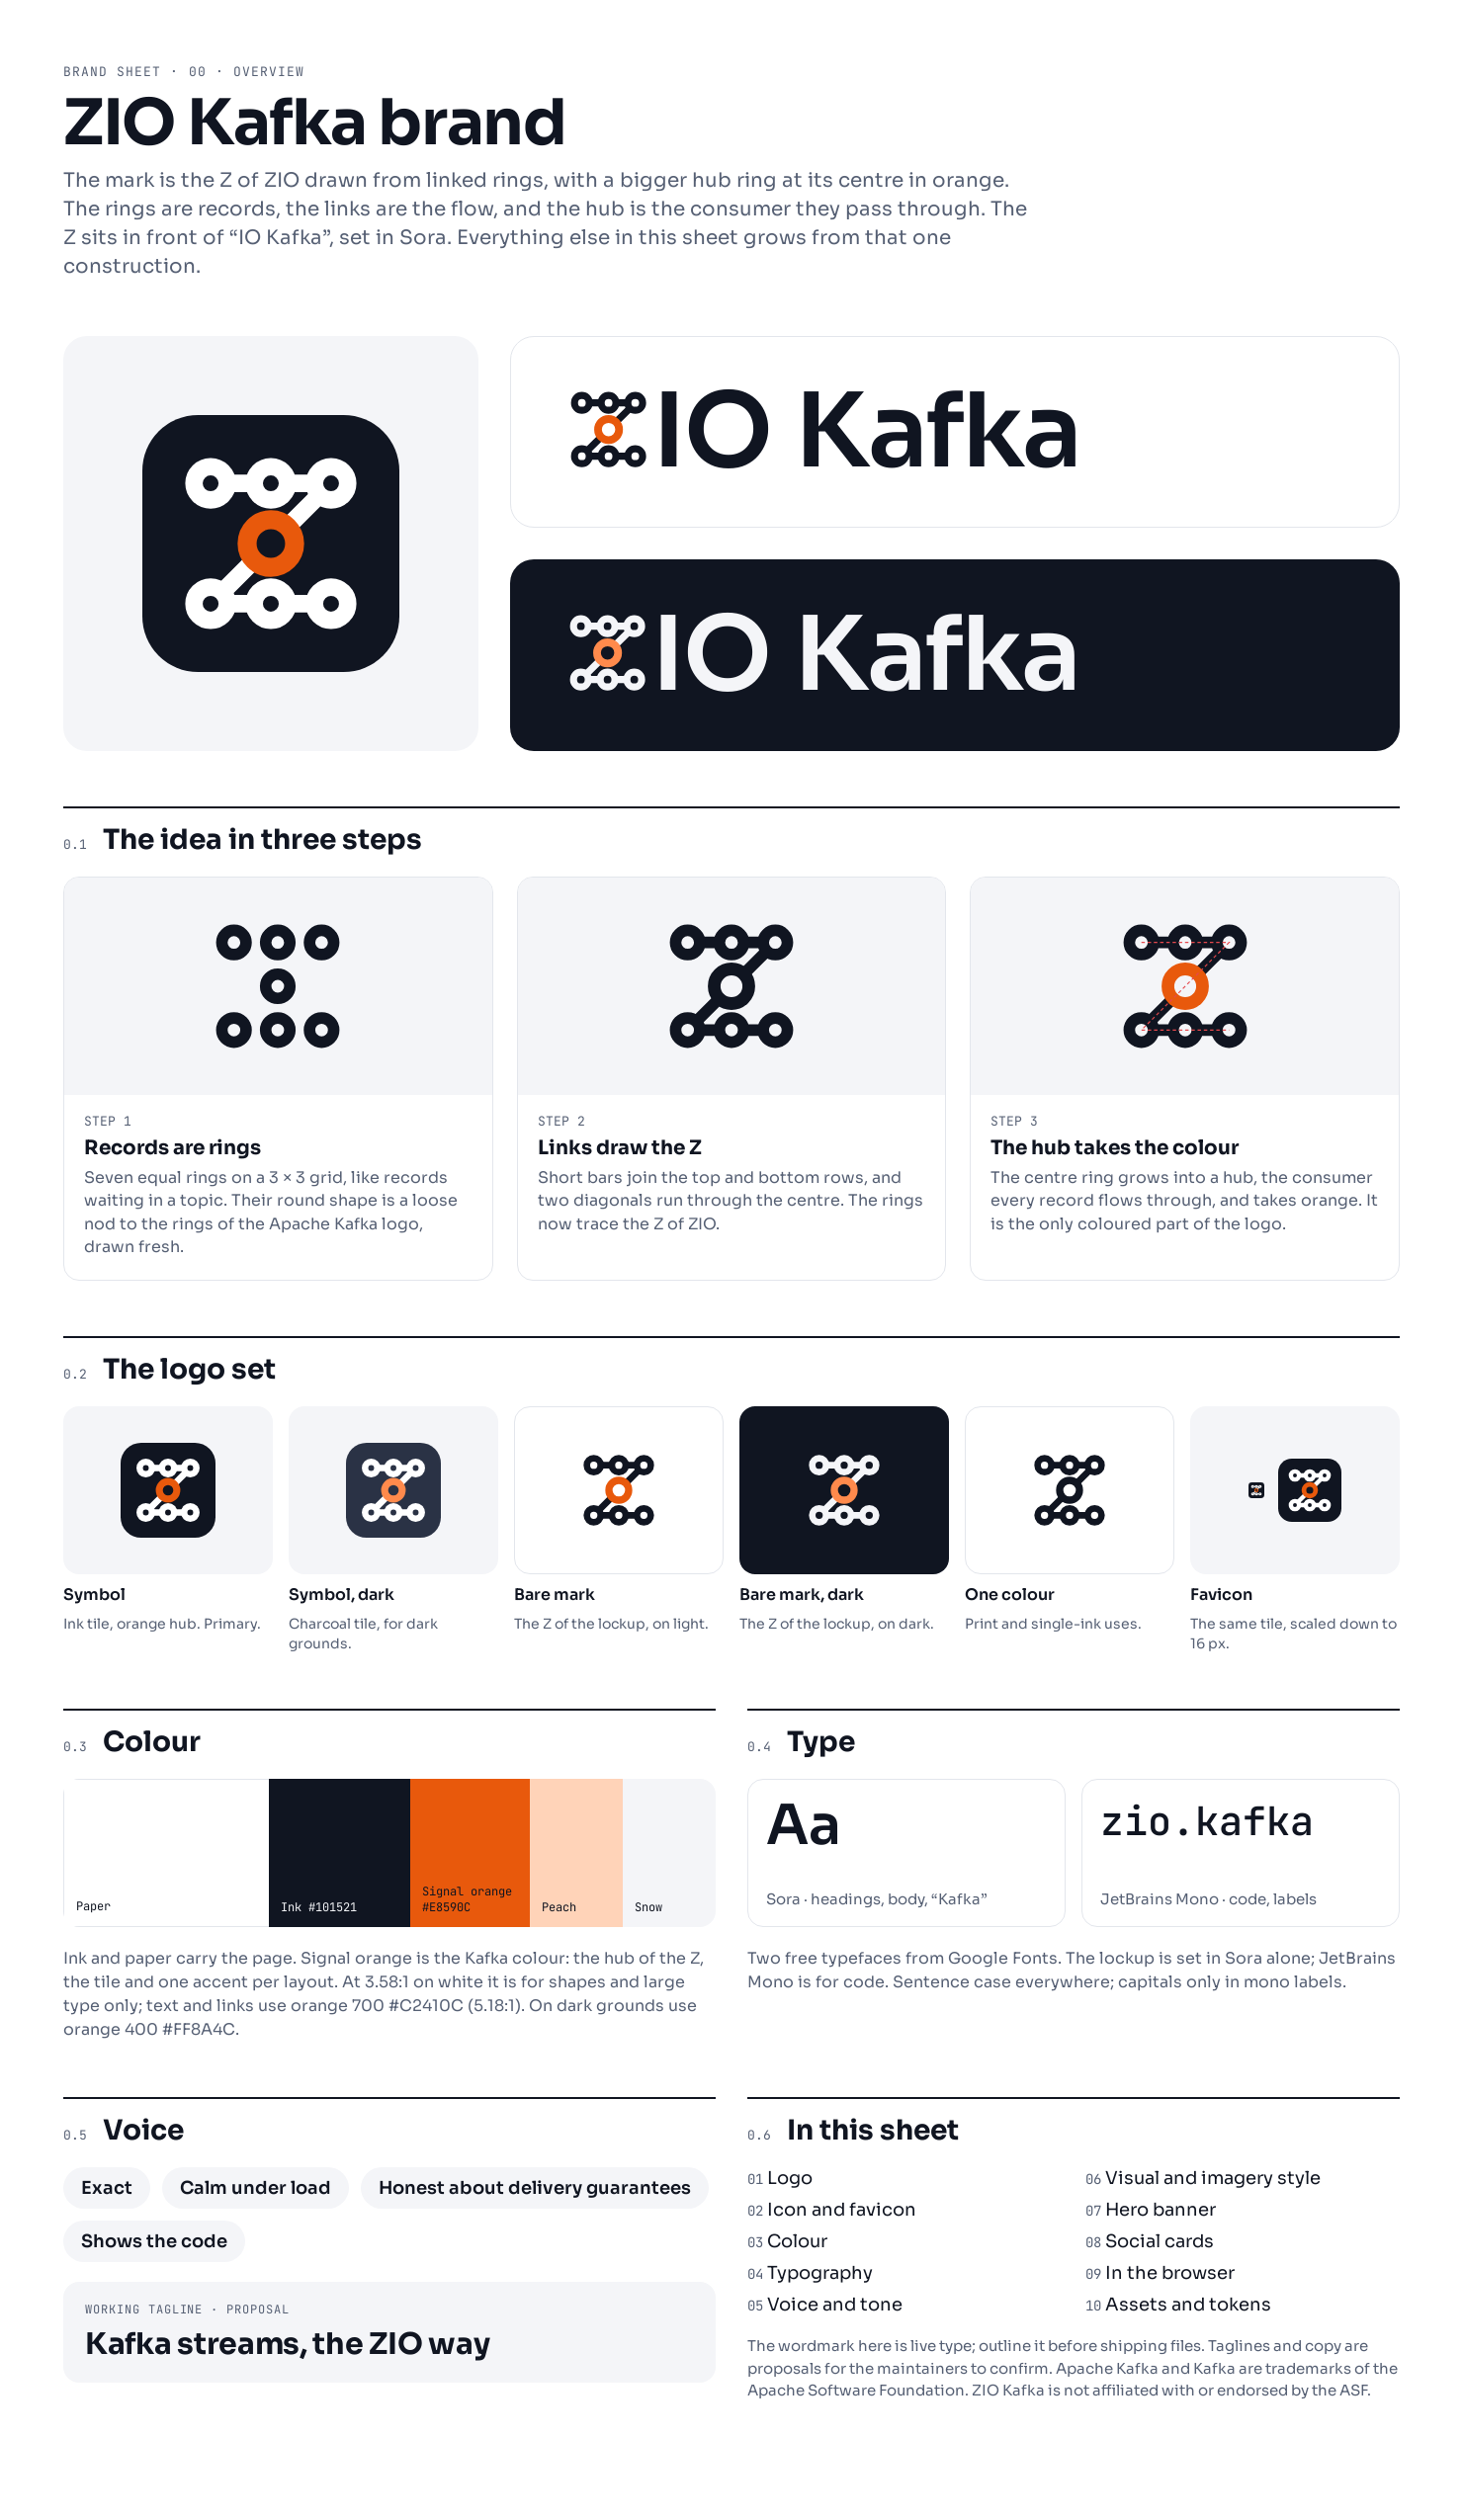 BRAND SHEET · 00 · OVERVIEW
ZIO Kafka brand
The mark is the Z of ZIO drawn from linked rings, with a bigger hub ring at its centre in orange.
The rings are records, the links are the flow, and the hub is the consumer they pass through. The
Z sits in front of “IO Kafka”, set in Sora. Everything else in this sheet grows from that one
construction.
IO Kafka
IO Kafka
0.1 The idea in three steps
STEP 1
Records are rings
Seven equal rings on a 3 × 3 grid, like records
waiting in a topic. Their round shape is a loose
nod to the rings of the Apache Kafka logo,
drawn fresh.
STEP 2
Links draw the Z
Short bars join the top and bottom rows, and
two diagonals run through the centre. The rings
now trace the Z of ZIO.
STEP 3
The hub takes the colour
The centre ring grows into a hub, the consumer
every record flows through, and takes orange. It
is the only coloured part of the logo.
0.2 The logo set
Symbol
Ink tile, orange hub. Primary.
Symbol, dark
Charcoal tile, for dark
grounds.
Bare mark
The Z of the lockup, on light.
Bare mark, dark
The Z of the lockup, on dark.
One colour
Print and single-ink uses.
Favicon
The same tile, scaled down to
16 px.
0.3 Colour
Paper
Ink #101521
Signal orange
#E8590C
Peach
Snow
Ink and paper carry the page. Signal orange is the Kafka colour: the hub of the Z,
the tile and one accent per layout. At 3.58:1 on white it is for shapes and large
type only; text and links use orange 700 #C2410C (5.18:1). On dark grounds use
orange 400 #FF8A4C.
0.4 Type
Aa
Sora · headings, body, “Kafka”
zio.kafka
JetBrains Mono · code, labels
Two free typefaces from Google Fonts. The lockup is set in Sora alone; JetBrains
Mono is for code. Sentence case everywhere; capitals only in mono labels.
0.5 Voice
Exact
Calm under load
Honest about delivery guarantees
Shows the code
WORKING TAGLINE · PROPOSAL
Kafka streams, the ZIO way
0.6 In this sheet
01 Logo
02 Icon and favicon
03 Colour
04 Typography
05 Voice and tone
06 Visual and imagery style
07 Hero banner
08 Social cards
09 In the browser
10 Assets and tokens
The wordmark here is live type; outline it before shipping files. Taglines and copy are
proposals for the maintainers to confirm. Apache Kafka and Kafka are trademarks of the
Apache Software Foundation. ZIO Kafka is not affiliated with or endorsed by the ASF.